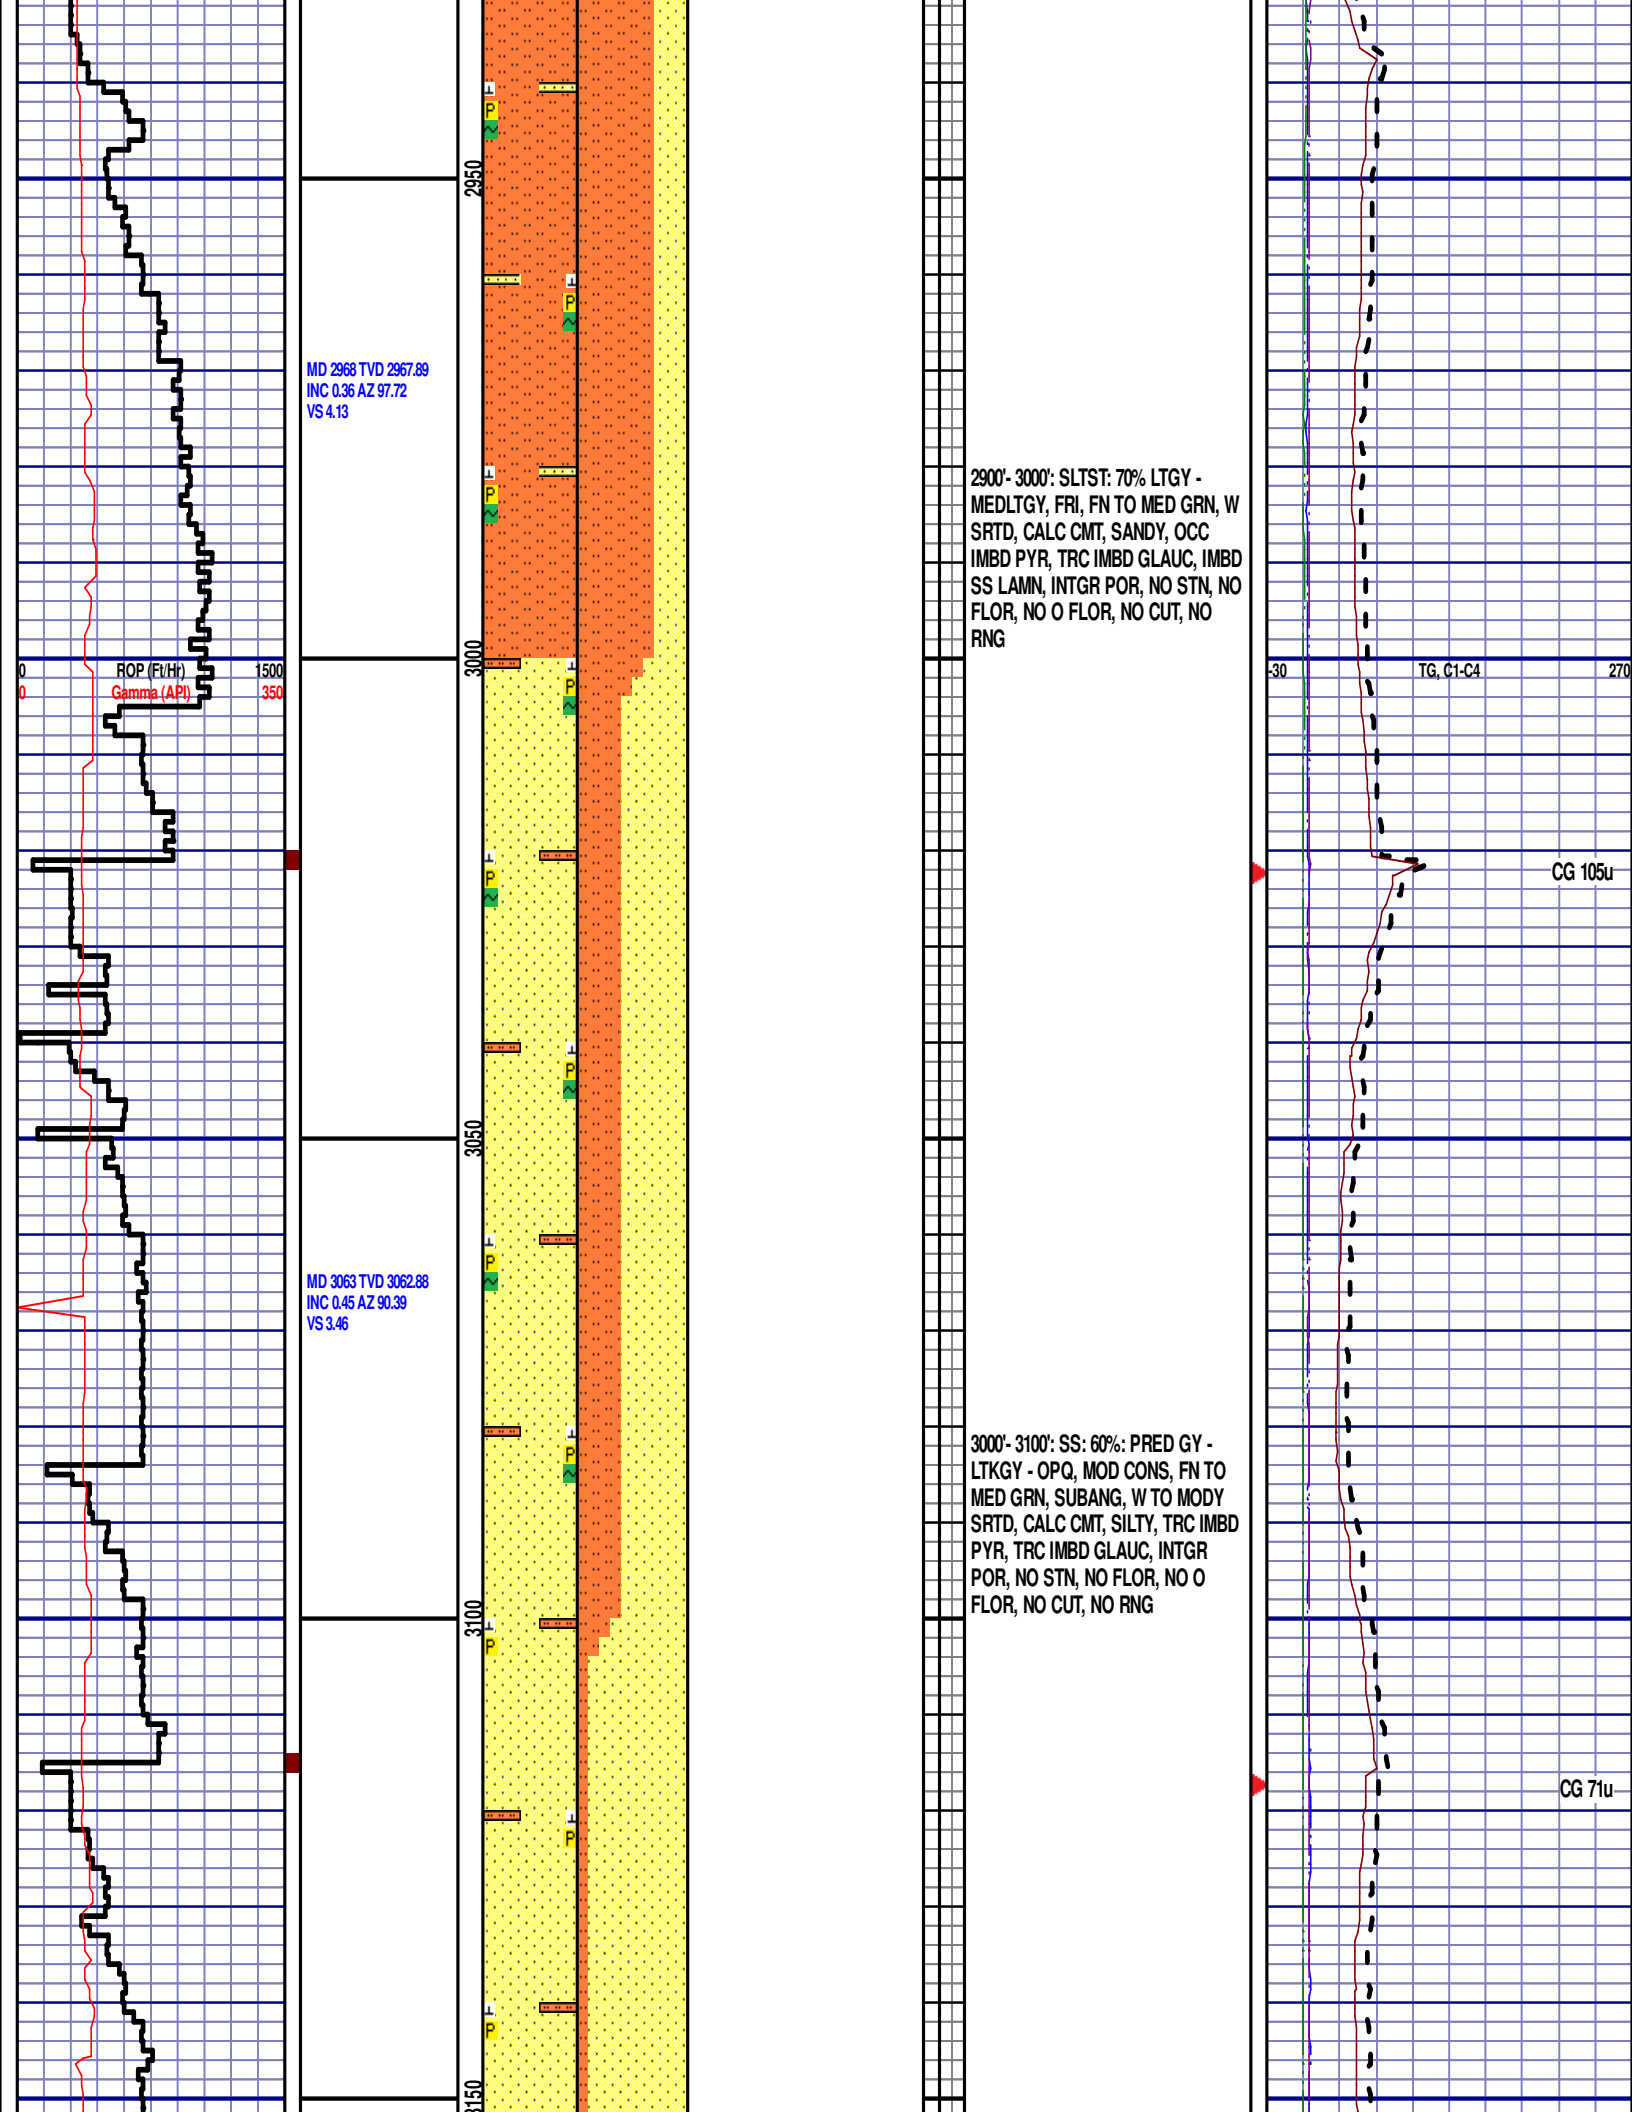 2950
MD 2968 TVD 2967.89
INC 0.36 AZ 97.72
VS 4.13
2900'- 3000': SLTST: 70% LTGY -
MEDLTGY, FRI, FN TO MED GRN, W
SRTD, CALC CMT, SANDY, OCC
IMBD PYR, TRC IMBD GLAUC, IMBD
SS LAMN, INTGR POR, NO STN, NO
FLOR, NO O FLOR, NO CUT, NO
RNG
3000
0 ROP (Ft/Hr) 1500
0 Gamma (API) 350
-30 TG, C1-C4 270
CG 105u
3050
MD 3063 TVD 3062.88
INC 0.45 AZ 90.39
VS 3.46
3000'- 3100': SS: 60%: PRED GY -
LTKGY - OPQ, MOD CONS, FN TO
MED GRN, SUBANG, W TO MODY
SRTD, CALC CMT, SILTY, TRC IMBD
PYR, TRC IMBD GLAUC, INTGR
POR, NO STN, NO FLOR, NO O
FLOR, NO CUT, NO RNG
3100
CG 71u
3150
P
P
P
P
P
P
P
P
P
P
P